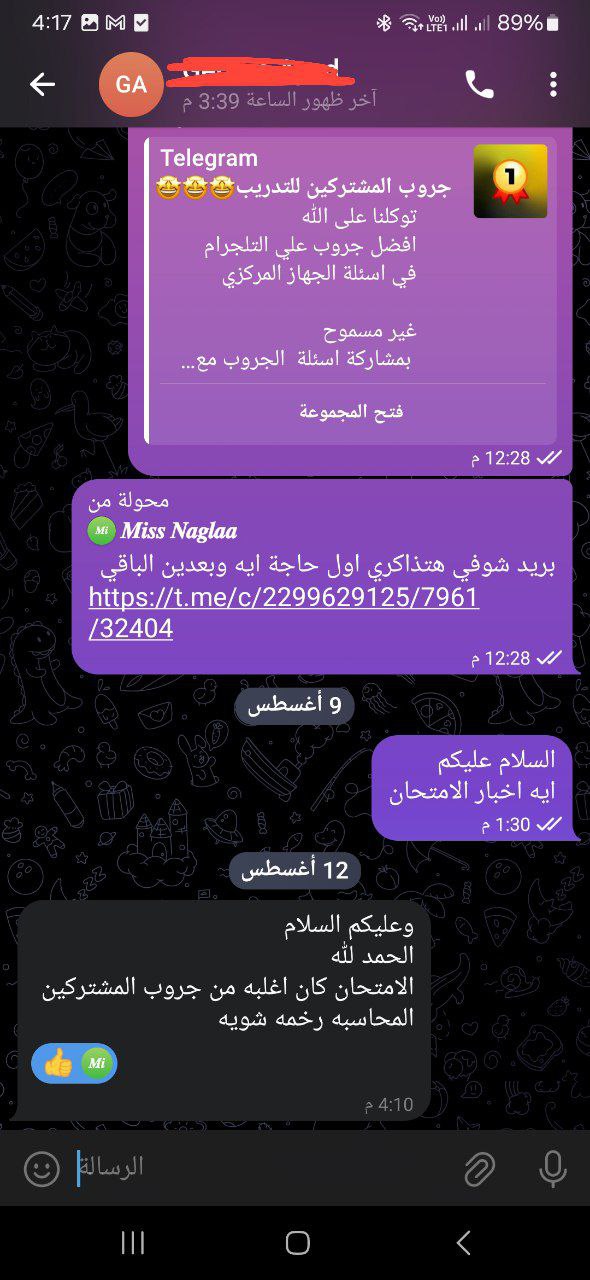 4:17
Vo))
LTE1
89%
GA
آخر ظهور الساعة 3:39 م
Telegram
جروب المشتركين للتدريب🤩🤩🤩
توكلنا على الله
افضل جروب علي التلجرام
في اسئلة الجهاز المركزي
غير مسموح
بمشاركة اسئلة الجروب مع...
1
فتح المجموعة
12:28 م
محولة من
Mi Miss Naglaa
بريد شوفي هتذاكري اول حاجة ايه وبعدين الباقي
https://t.me/c/2299629125/7961
/32404
12:28 م
9 أغسطس
السلام عليكم
ايه اخبار الامتحان
1:30 م
12 أغسطس
وعليكم السلام
الحمد لله
الامتحان كان اغلبه من جروب المشتركين
المحاسبه رخمه شويه
👍 Mi
4:10 م
الرسالة